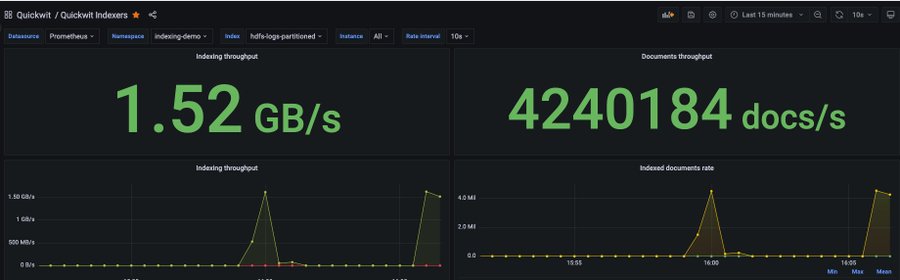 Quickwit / Quickwit Indexers
Last 15 minutes
10s
Datasource Prometheus Namespace indexing-demo Index hdfs-logs-partitioned Instance All Rate interval 10s
Indexing throughput
1.52 GB/s
Documents throughput
4240184 docs/s
Indexing throughput
1.50 GB/s
1 GB/s
500 MB/s
0 B/s
Indexed documents rate
4.0 Mil
2.0 Mil
0.0
15:55
16:00
16:05
Min Max Mean